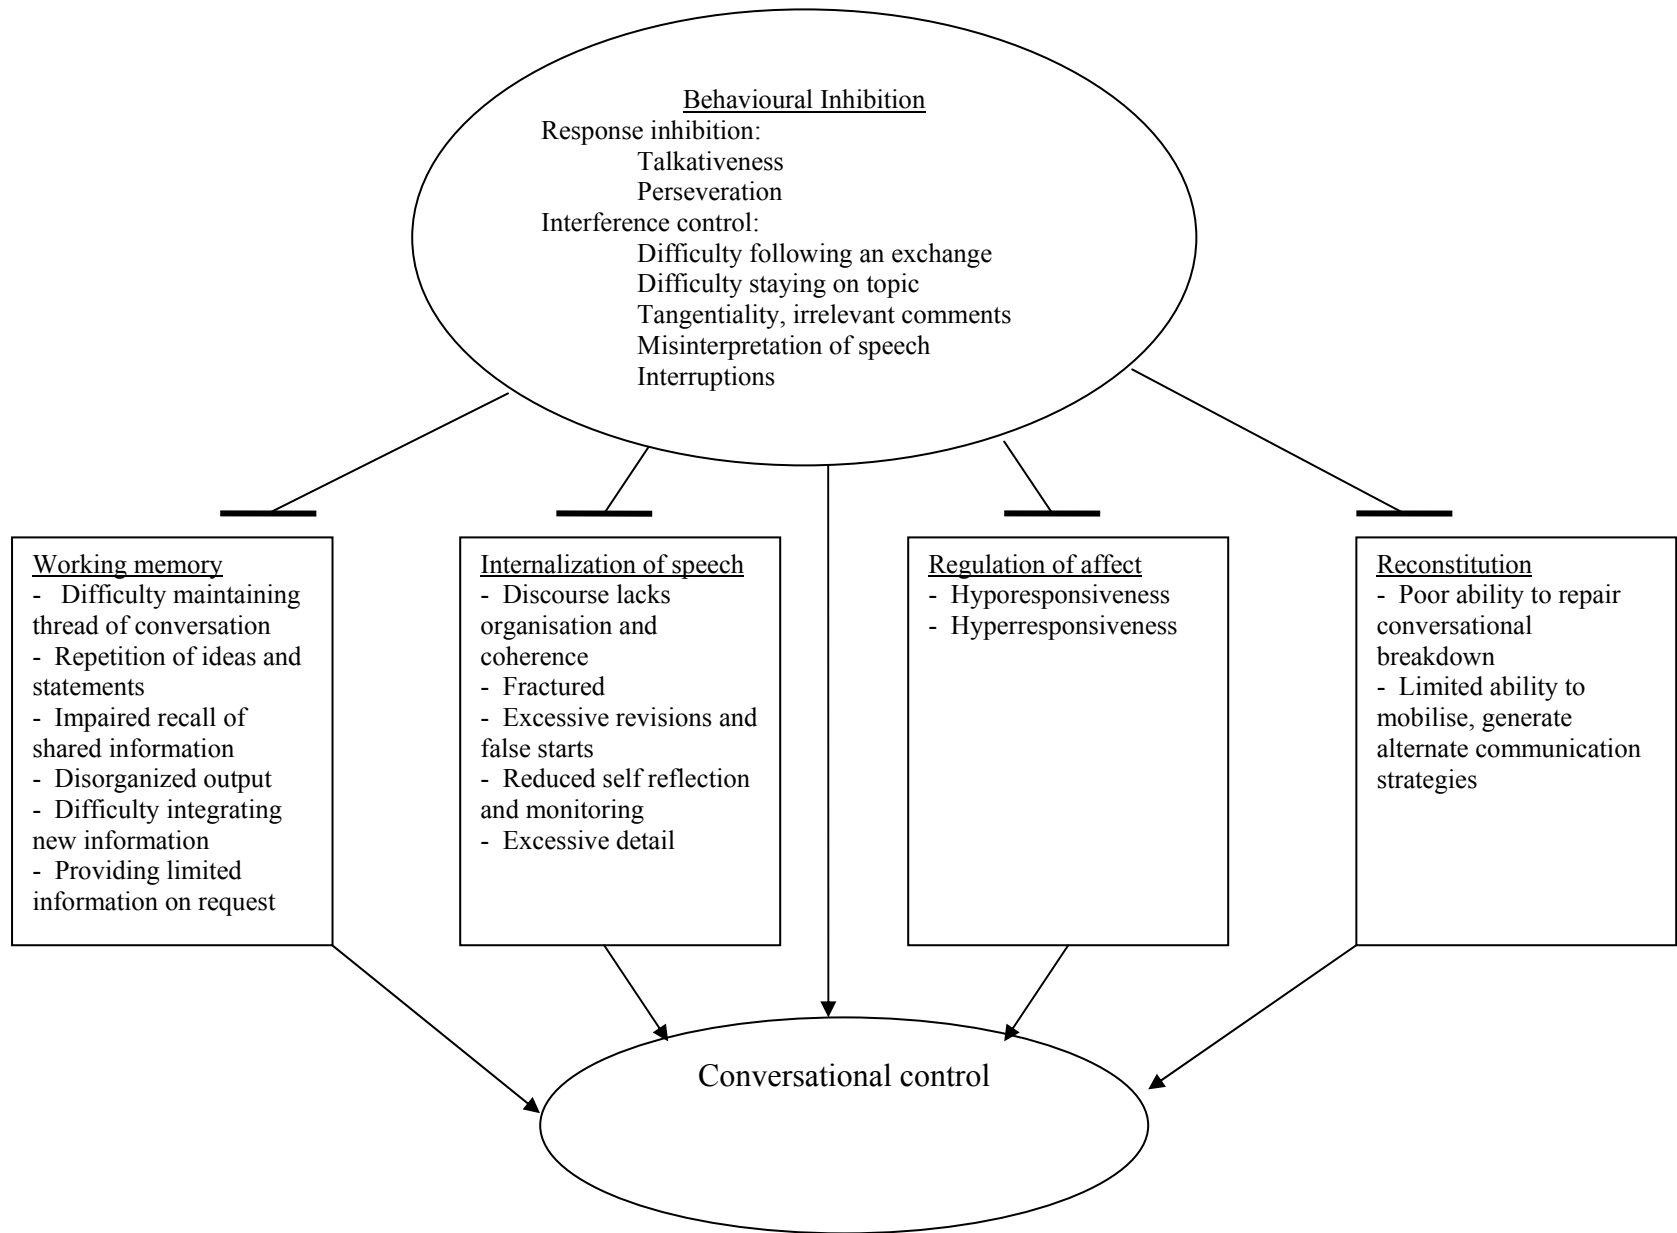 Behavioural Inhibition
Response inhibition:
Talkativeness
Perseveration
Interference control:
Difficulty following an exchange
Difficulty staying on topic
Tangentiality, irrelevant comments
Misinterpretation of speech
Interruptions
Working memory
- Difficulty maintaining
thread of conversation
- Repetition of ideas and
statements
- Impaired recall of
shared information
- Disorganized output
- Difficulty integrating
new information
- Providing limited
information on request
Internalization of speech
- Discourse lacks
organisation and
coherence
- Fractured
- Excessive revisions and
false starts
- Reduced self reflection
and monitoring
- Excessive detail
Regulation of affect
- Hyporesponsiveness
- Hyperresponsiveness
Reconstitution
- Poor ability to repair
conversational
breakdown
- Limited ability to
mobilise, generate
alternate communication
strategies
Conversational control